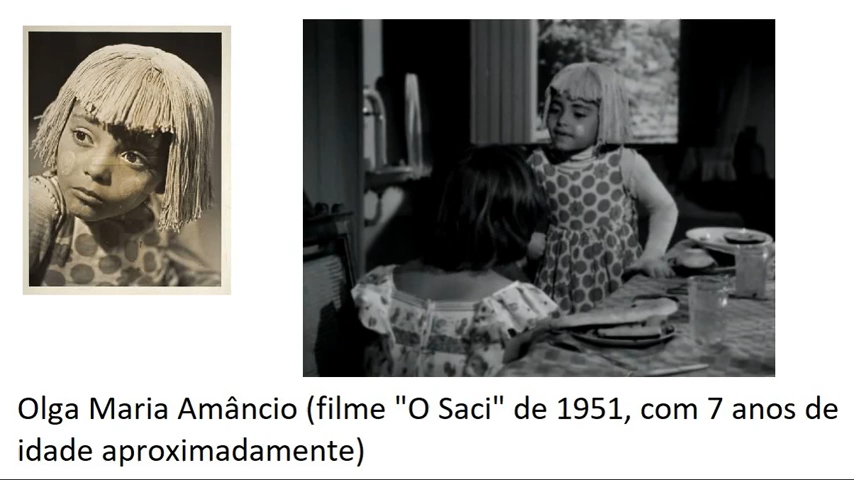 Olga Maria Amâncio (filme "O Saci" de 1951, com 7 anos de
idade aproximadamente)